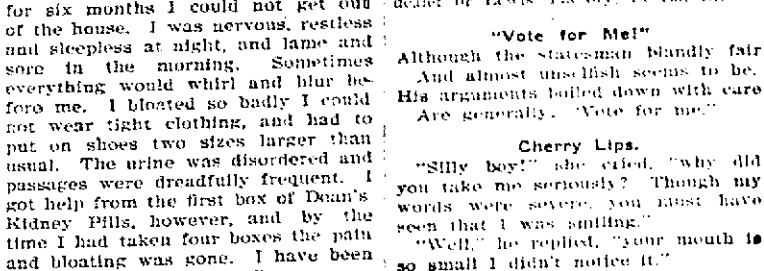 for six months I could not get out
of the house. I was nervous, restless
and sleepless at night, and lame and
sore in the morning. Sometimes
everything would whirl and blur be-
fore me. I bloated so badly I could
not wear tight clothing, and had to
put on shoes two sizes larger than
usual. The urine was disordered and
passages were dreadfully frequent. I
got help from the first box of Doan's
Kidney Pills, however, and by the
time I had taken four boxes the pain
and bloating was gone. I have been
"Vote for Me!"
Although the statesman blandly fair
And almost unselfish seems to be.
His arguments boiled down with care
Are generally. "Vote for me."
Cherry Lips.
"Silly boy!" she cried, "why did
you take me seriously? Though my
words were severe, you must have
seen that I was smiling."
"Well," he replied, "your mouth is
so small I didn't notice it."